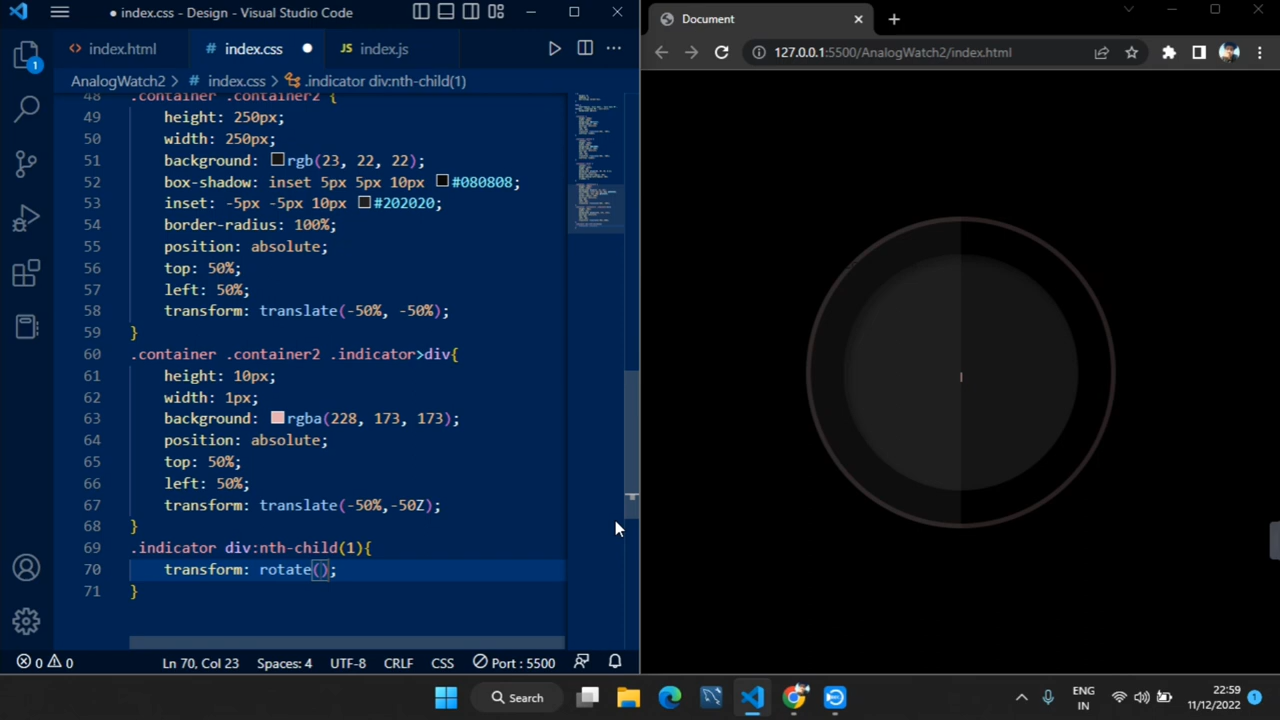 index.css - Design - Visual Studio Code
index.html
index.css
index.js
AnalogWatch2 > # index.css > .indicator div:nth-child(1)
48 .container .container2 {
49 height: 250px;
50 width: 250px;
51 background: rgb(23, 22, 22);
52 box-shadow: inset 5px 5px 10px #080808;
53 inset: -5px -5px 10px #202020;
54 border-radius: 100%;
55 position: absolute;
56 top: 50%;
57 left: 50%;
58 transform: translate(-50%, -50%);
59 }
60 .container .container2 .indicator>div{
61 height: 10px;
62 width: 1px;
63 background: rgba(228, 173, 173);
64 position: absolute;
65 top: 50%;
66 left: 50%;
67 transform: translate(-50%,-50Z);
68 }
69 .indicator div:nth-child(1){
70 transform: rotate();
71 }
0 0 Ln 70, Col 23 Spaces: 4 UTF-8 CRLF CSS Port : 5500
Document
127.0.0.1:5500/AnalogWatch2/index.html
1
Search
ENG
IN
22:59
11/12/2022
1